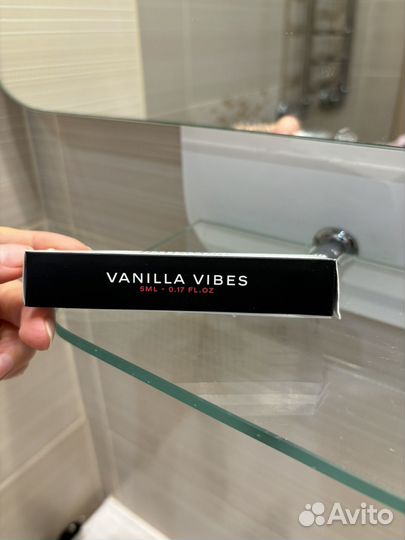 VANILLA VIBES
5ML - 0.17 FL.OZ
Avito